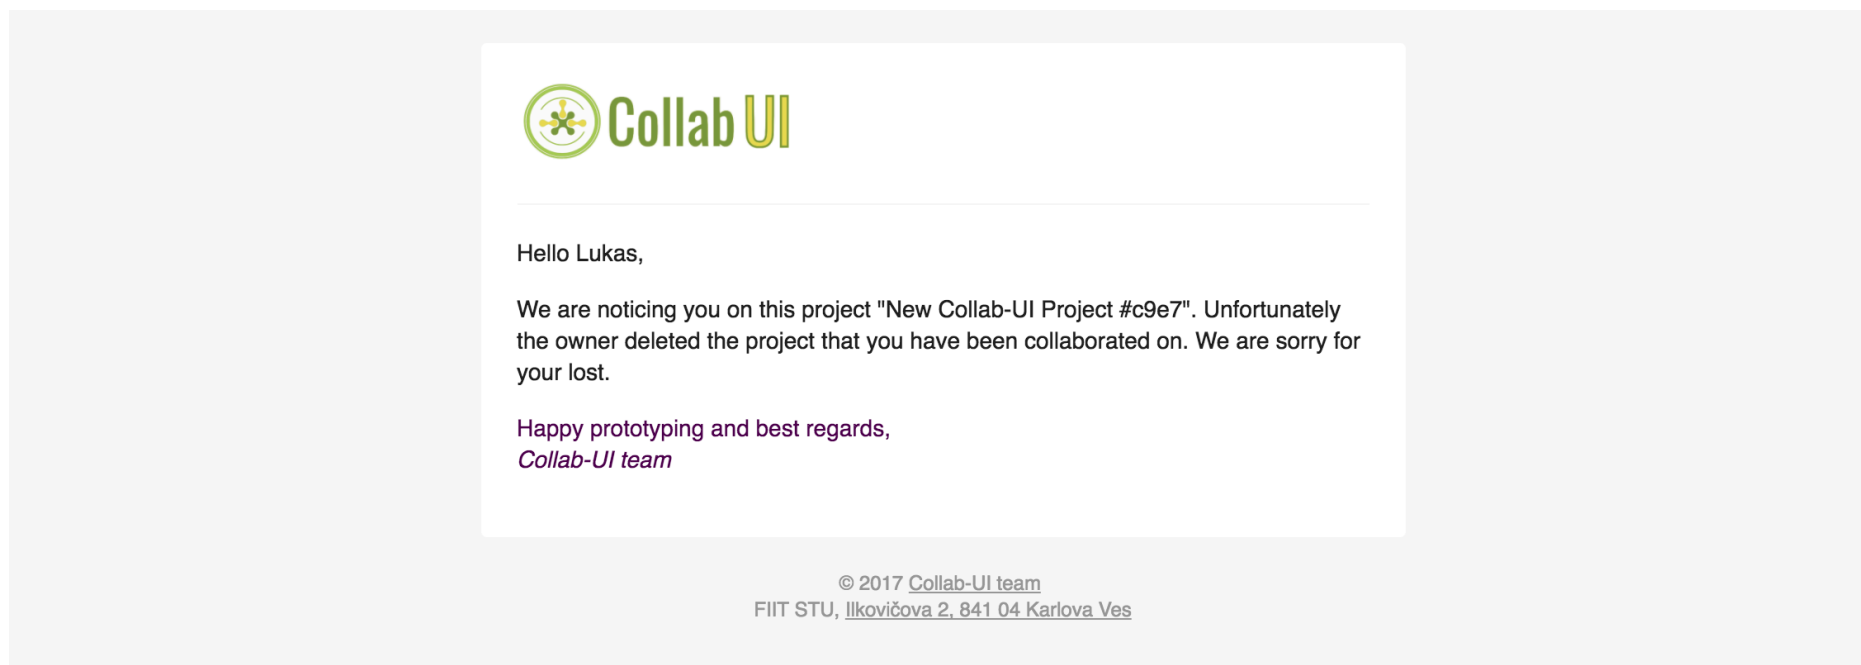 Collab UI
Hello Lukas,
We are noticing you on this project "New Collab-UI Project #c9e7". Unfortunately
the owner deleted the project that you have been collaborated on. We are sorry for
your lost.
Happy prototyping and best regards,
Collab-UI team
© 2017 Collab-UI team
FIIT STU, Ilkovičova 2, 841 04 Karlova Ves